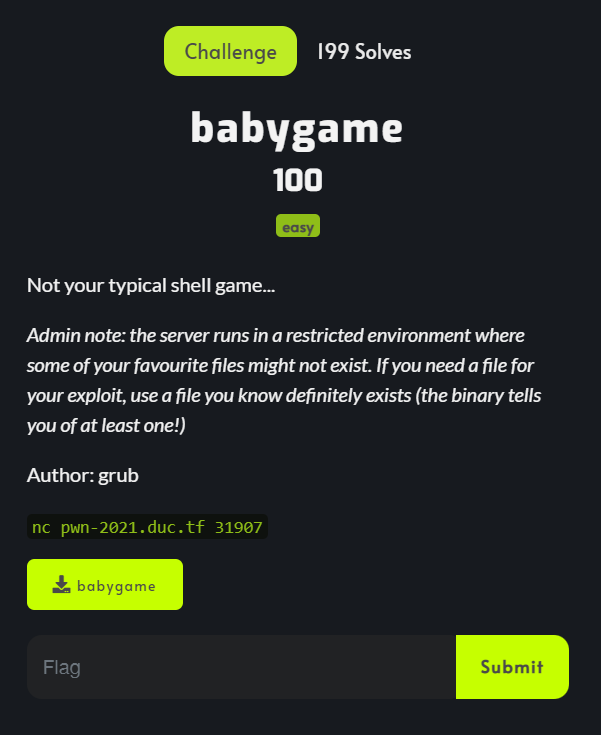 Challenge 199 Solves
babygame
100
easy
Not your typical shell game...
Admin note: the server runs in a restricted environment where
some of your favourite files might not exist. If you need a file for
your exploit, use a file you know definitely exists (the binary tells
you of at least one!)
Author: grub
nc pwn-2021.duc.tf 31907
babygame
Flag Submit